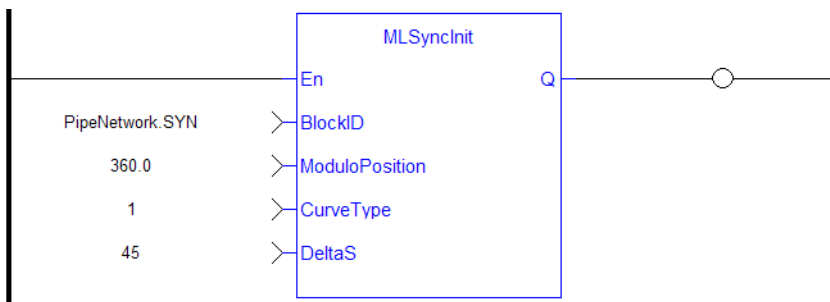 MLSyncInit
En Q
PipeNetwork.SYN BlockID
360.0 ModuloPosition
1 CurveType
45 DeltaS